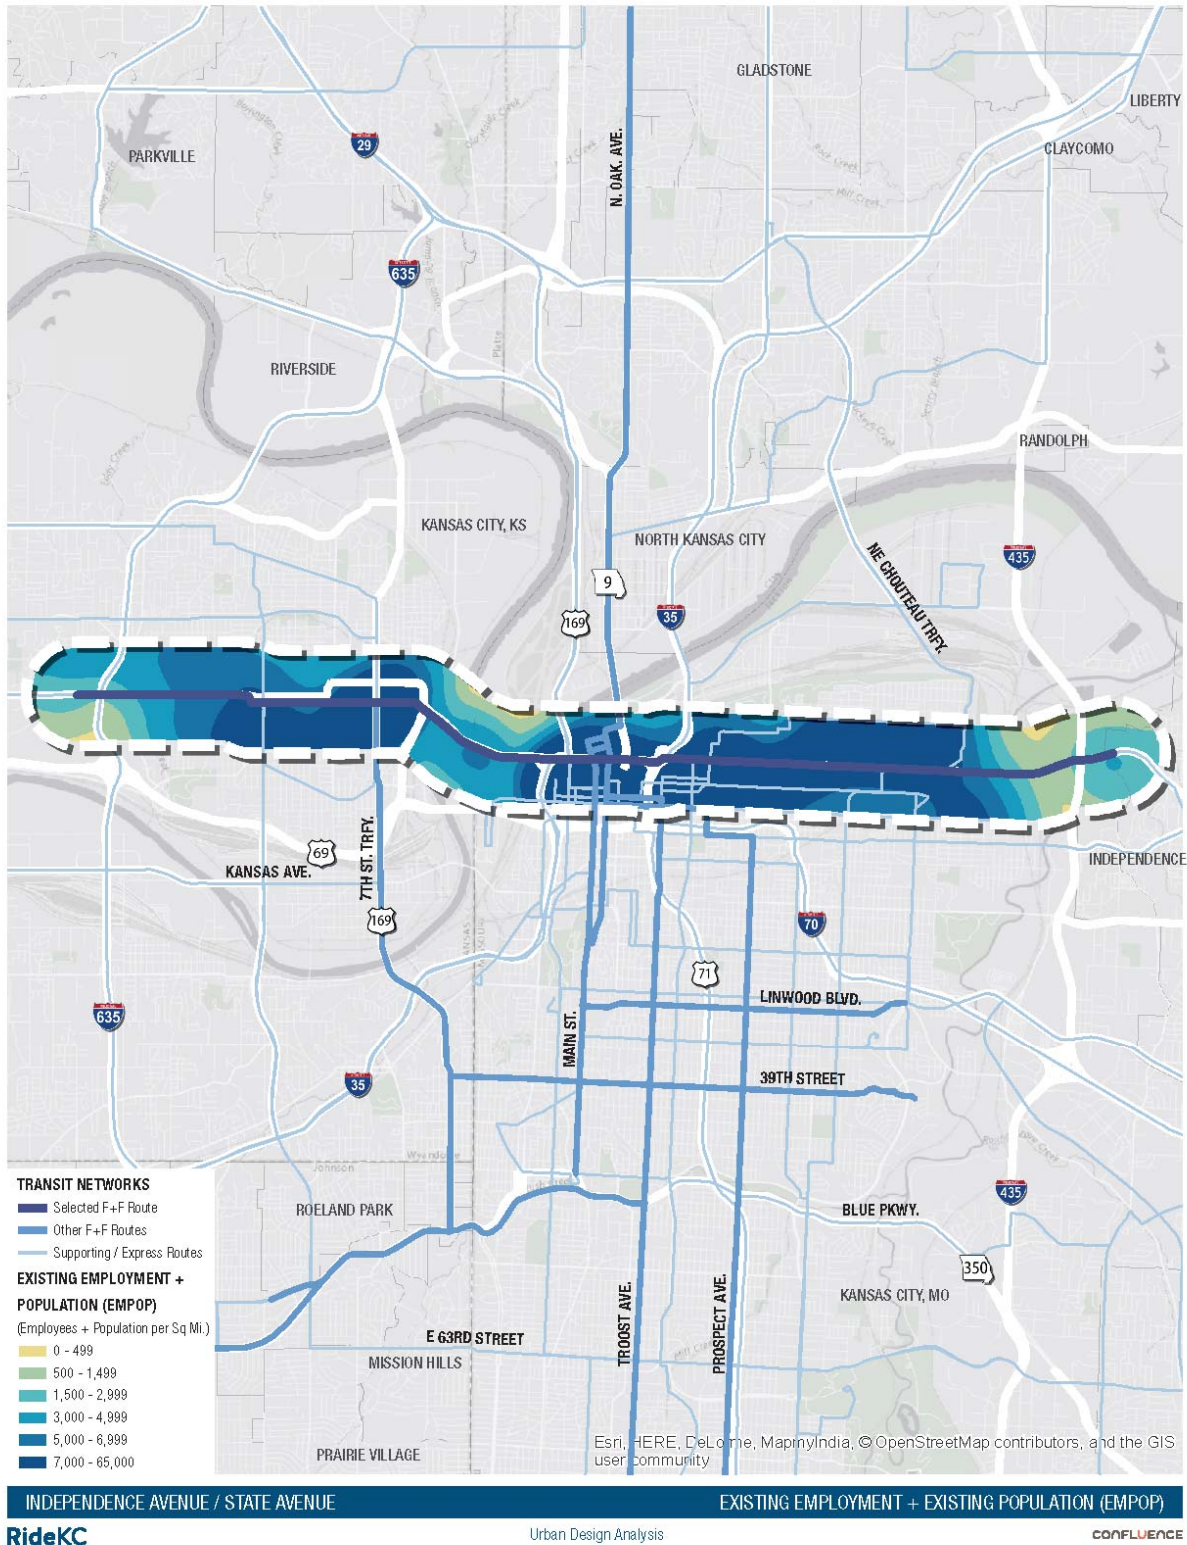 GLADSTONE
LIBERTY
29
PARKVILLE
CLAYCOMO
N. OAK. AVE.
635
Platte
RIVERSIDE
RANDOLPH
KANSAS CITY, KS
NORTH KANSAS CITY
435
NE CHOUTEAU TRFY.
9
169
35
69
KANSAS AVE.
7TH ST. TRFY.
INDEPENDENCE
169
70
71
LINWOOD BLVD.
635
MAIN ST.
35
39TH STREET
Johnson
Wyandotte
TRANSIT NETWORKS
Selected F+F Route
Other F+F Routes
Supporting / Express Routes
EXISTING EMPLOYMENT +
POPULATION (EMPOP)
(Employees + Population per Sq Mi.)
0 - 499
500 - 1,499
1,500 - 2,999
3,000 - 4,999
5,000 - 6,999
7,000 - 65,000
ROELAND PARK
435
BLUE PKWY.
350
KANSAS CITY, MO
TROOST AVE.
PROSPECT AVE.
E 63RD STREET
MISSION HILLS
PRAIRIE VILLAGE
Esri, HERE, DeLorme, MapmyIndia, © OpenStreetMap contributors, and the GIS
user community
INDEPENDENCE AVENUE / STATE AVENUE
EXISTING EMPLOYMENT + EXISTING POPULATION (EMPOP)
RideKC
Urban Design Analysis
CONFLUENCE